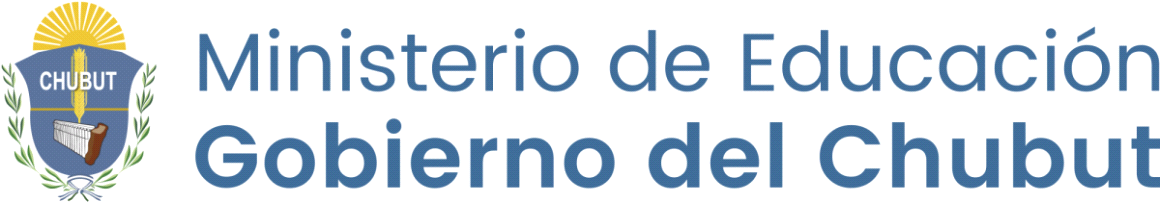 CHUBUT
Ministerio de Educación
Gobierno del Chubut